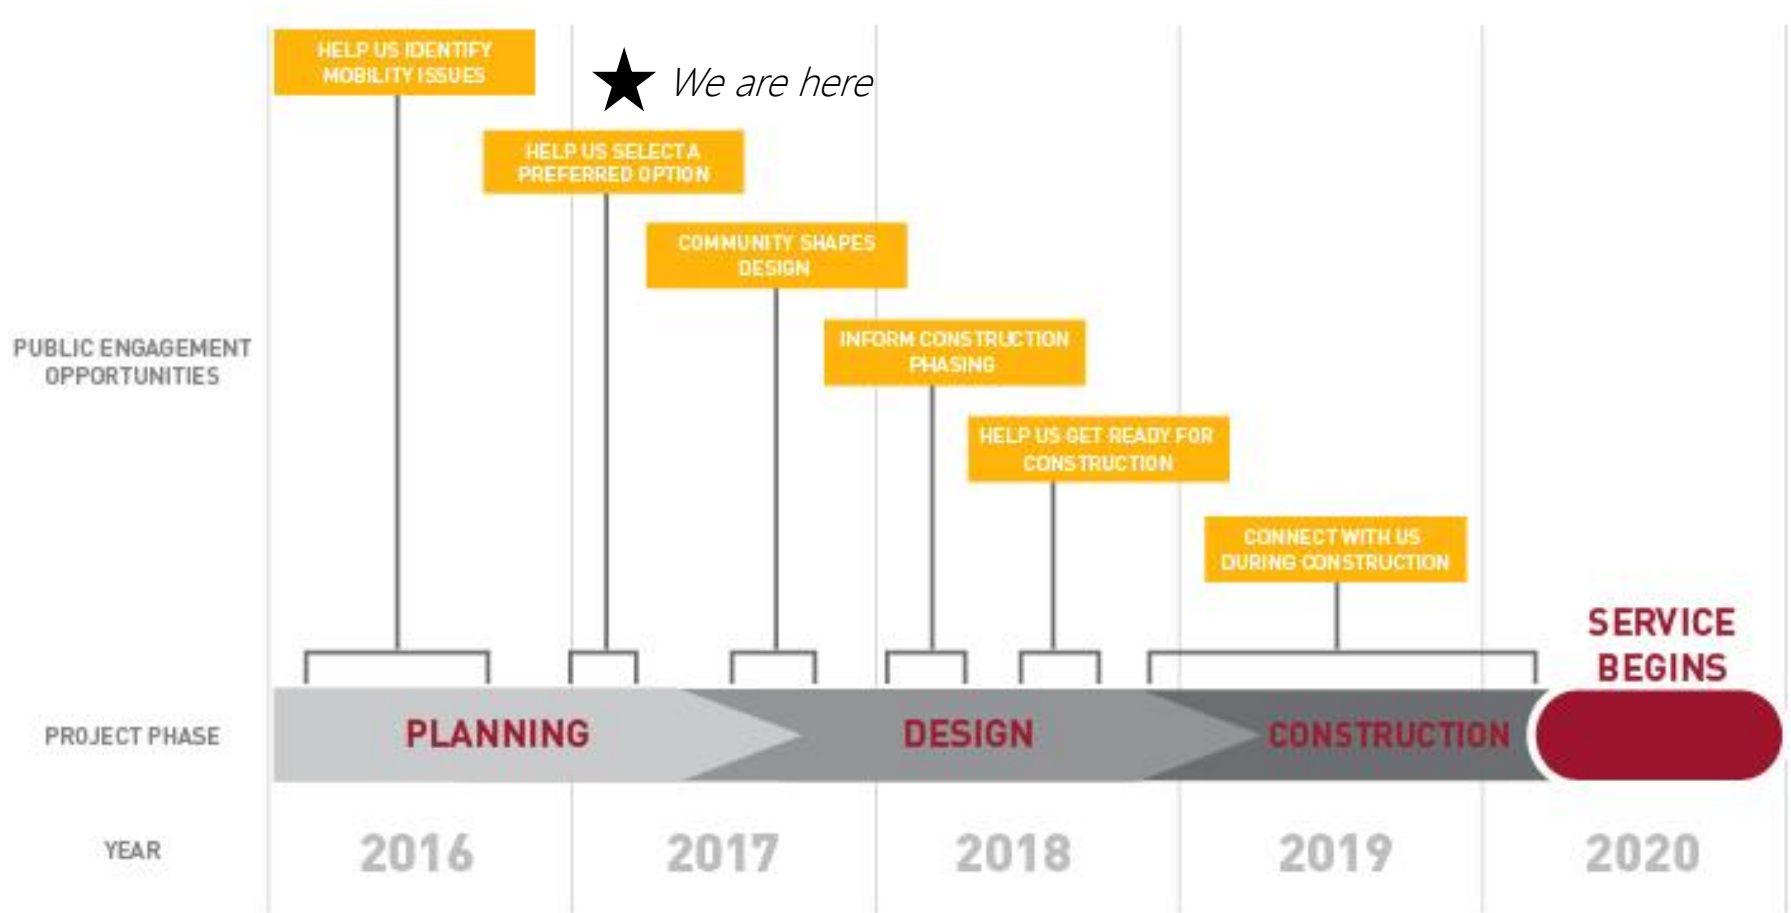 HELP US IDENTIFY
MOBILITY ISSUES
We are here
HELP US SELECT A
PREFERRED OPTION
COMMUNITY SHAPES
DESIGN
INFORM CONSTRUCTION
PHASING
HELP US GET READY FOR
CONSTRUCTION
CONNECT WITH US
DURING CONSTRUCTION
PUBLIC ENGAGEMENT
OPPORTUNITIES
SERVICE
BEGINS
PROJECT PHASE
PLANNING
DESIGN
CONSTRUCTION
YEAR
2016
2017
2018
2019
2020